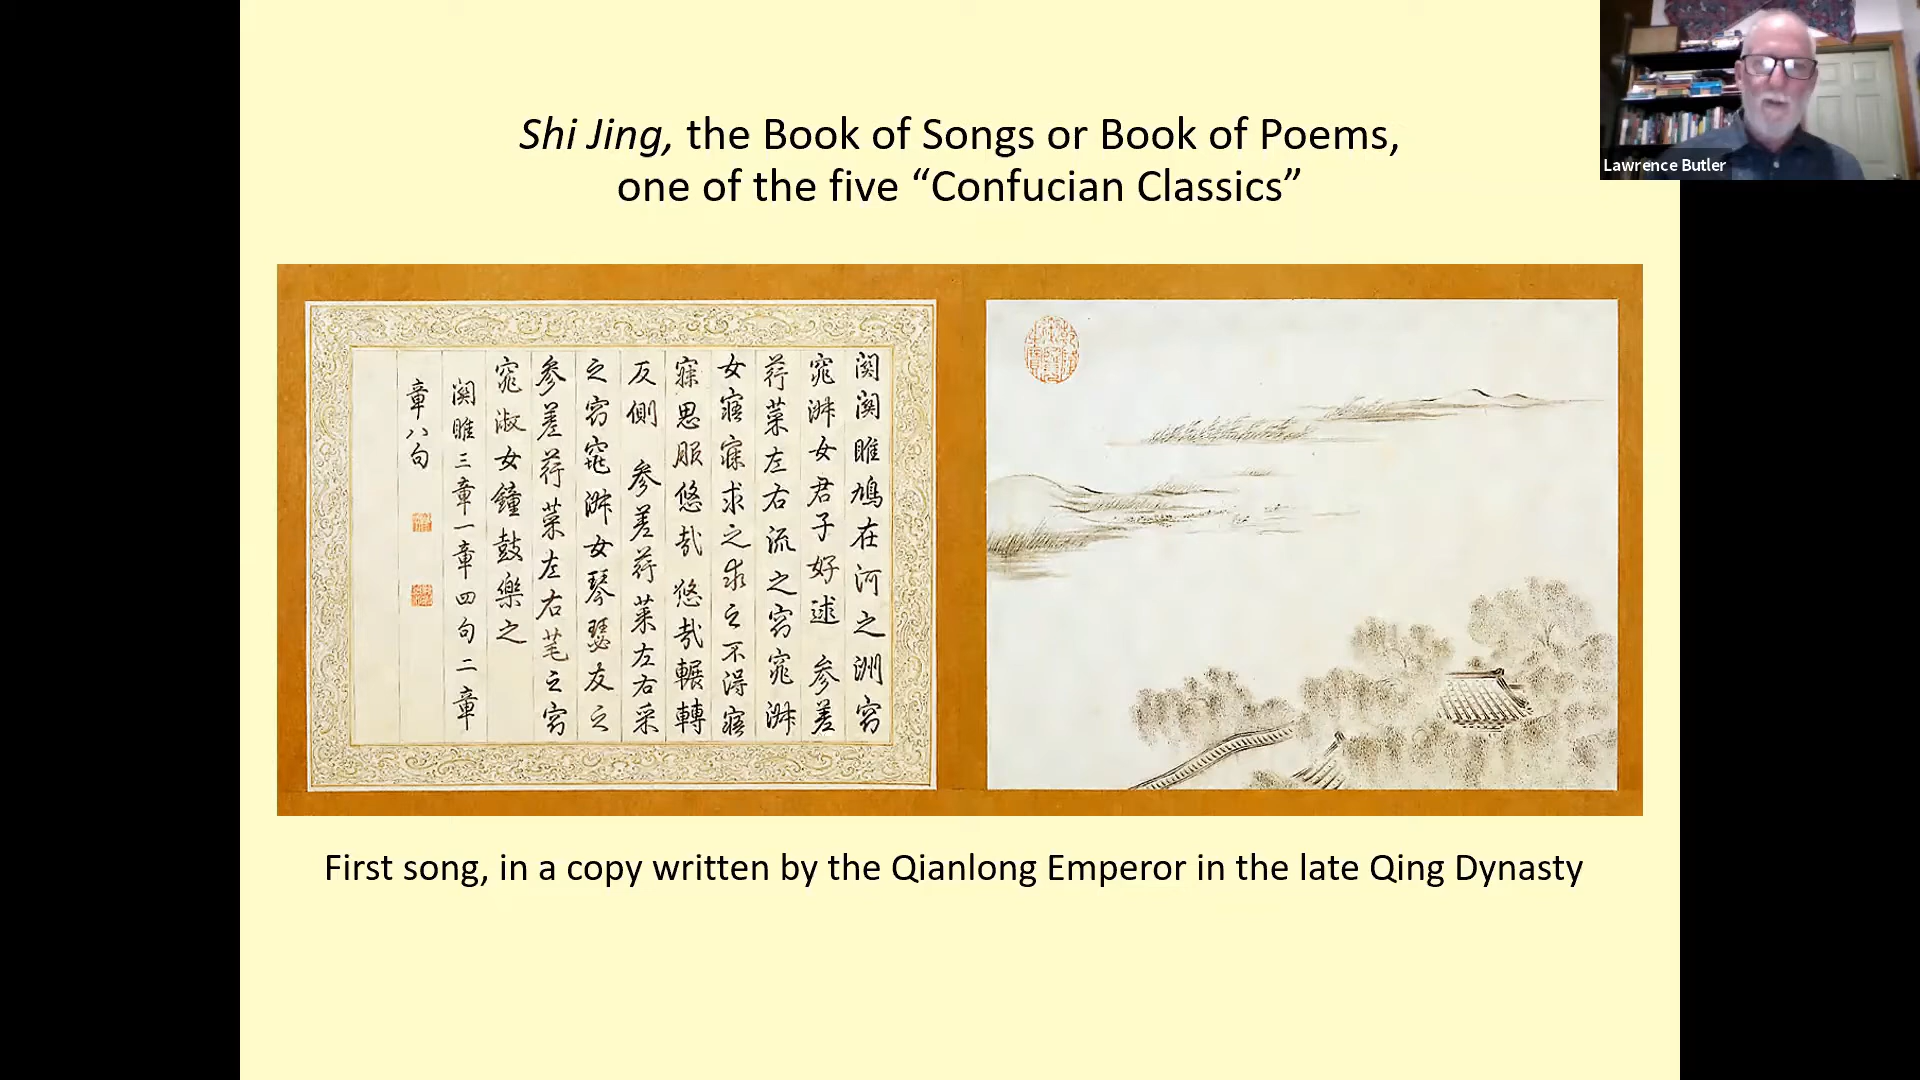 Shi Jing, the Book of Songs or Book of Poems,
one of the five “Confucian Classics”
關關雎鳩在河之洲窈
窕淑女君子好逑 參差
荇菜左右流之窈窕淑
女寤寐求之求之不得寤
寐思服悠哉悠哉輾轉
反側 參差荇菜左右采
之窈窕淑女琴瑟友之
參差荇菜左右芼之窈
窕淑女鐘鼓樂之
關雎三章一章四句二章
章八句
First song, in a copy written by the Qianlong Emperor in the late Qing Dynasty
Lawrence Butler